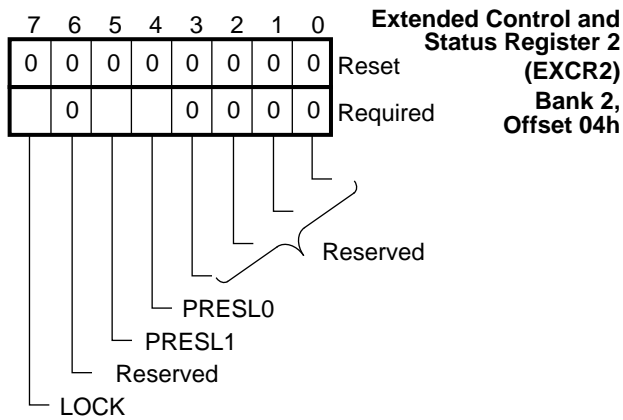 7 6 5 4 3 2 1 0
Extended Control and
Status Register 2
(EXCR2)
Bank 2,
Offset 04h
0 0 0 0 0 0 0 0 Reset
0 0 0 0 0 Required
Reserved
PRESL0
PRESL1
Reserved
LOCK